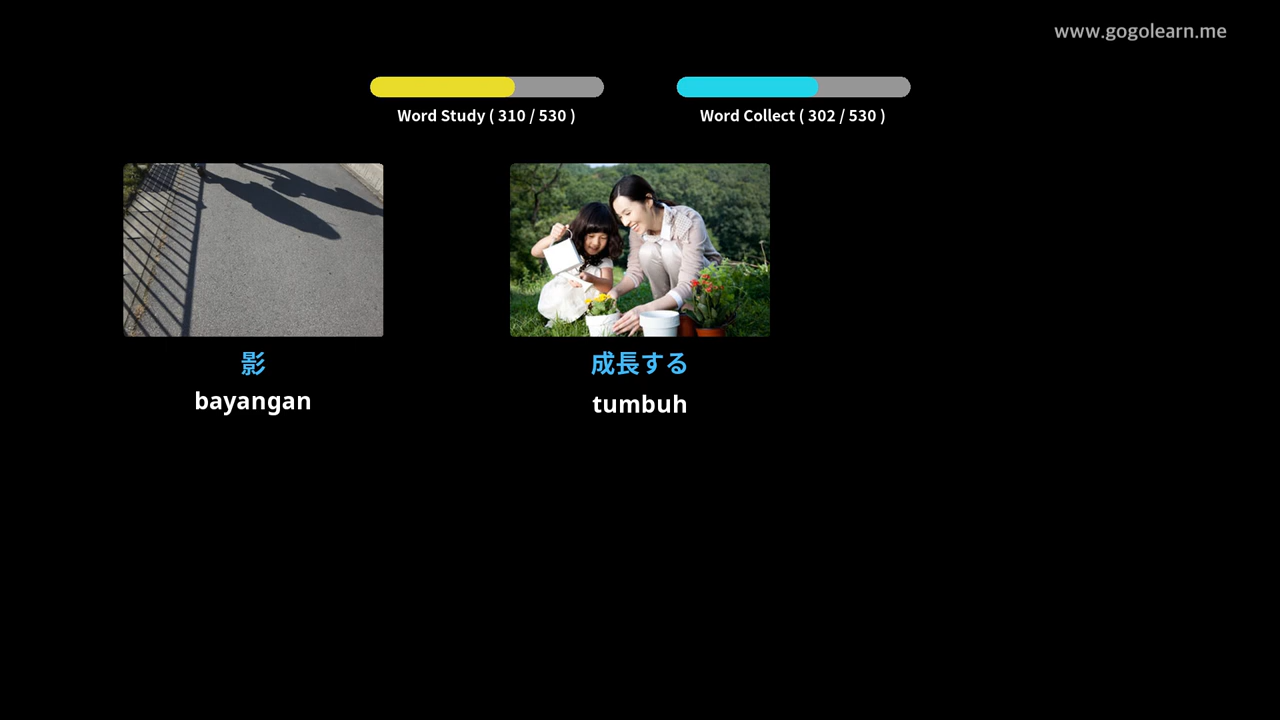 www.gogolearn.me
Word Study ( 310 / 530 )
Word Collect ( 302 / 530 )
影
bayangan
成長する
tumbuh